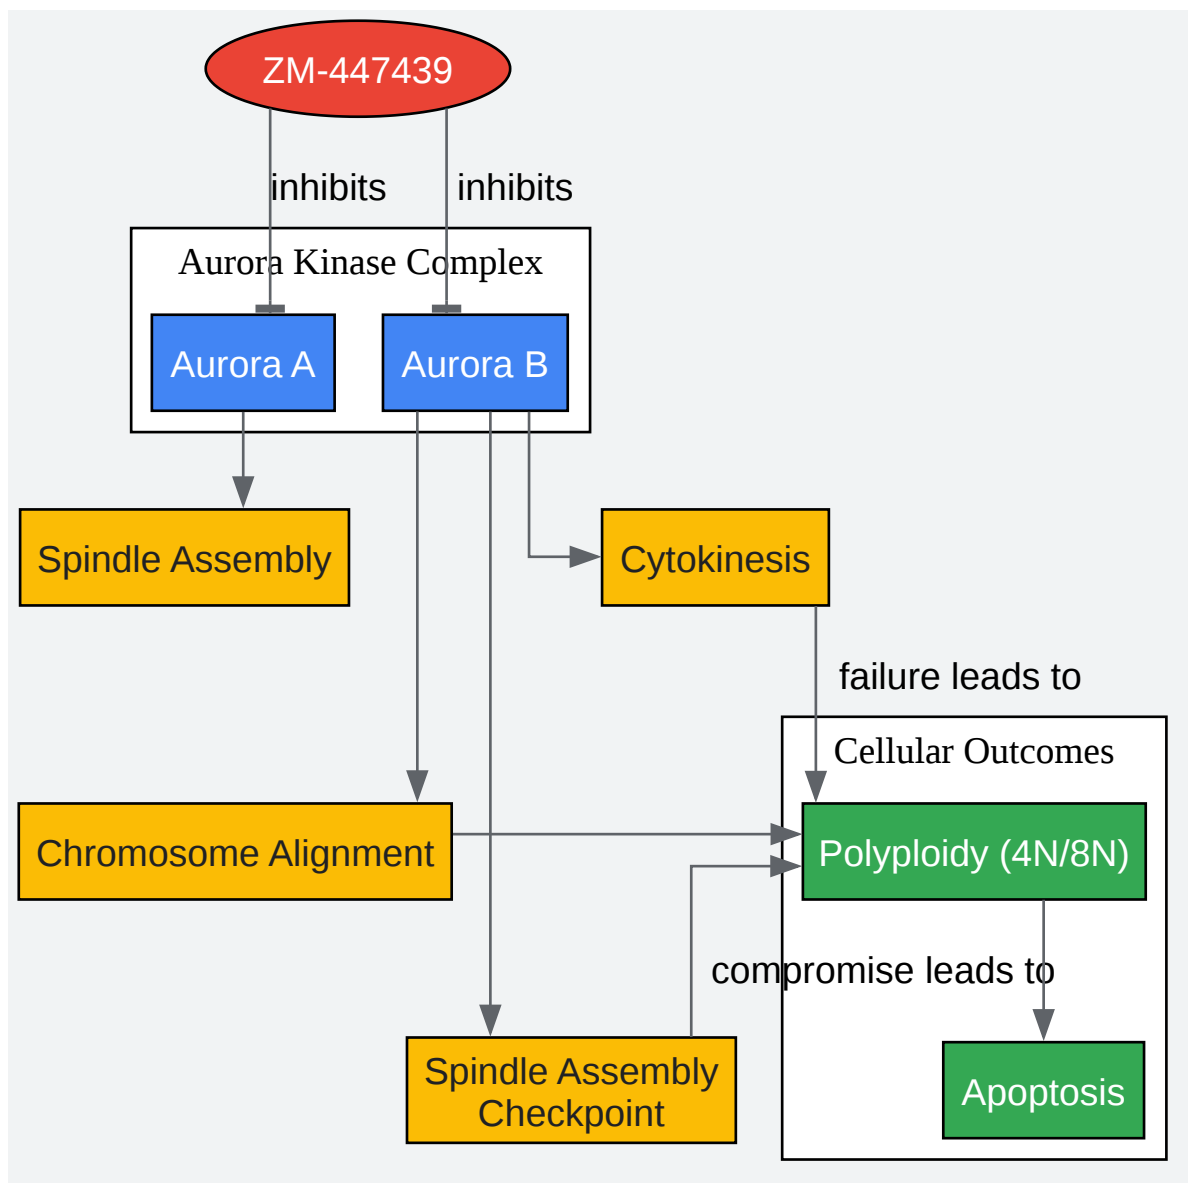 ZM-447439
inhibits
inhibits
Aurora Kinase Complex
Aurora A
Aurora B
Spindle Assembly
Cytokinesis
failure leads to
Cellular Outcomes
Chromosome Alignment
Polyploidy (4N/8N)
compromise leads to
Spindle Assembly
Checkpoint
Apoptosis